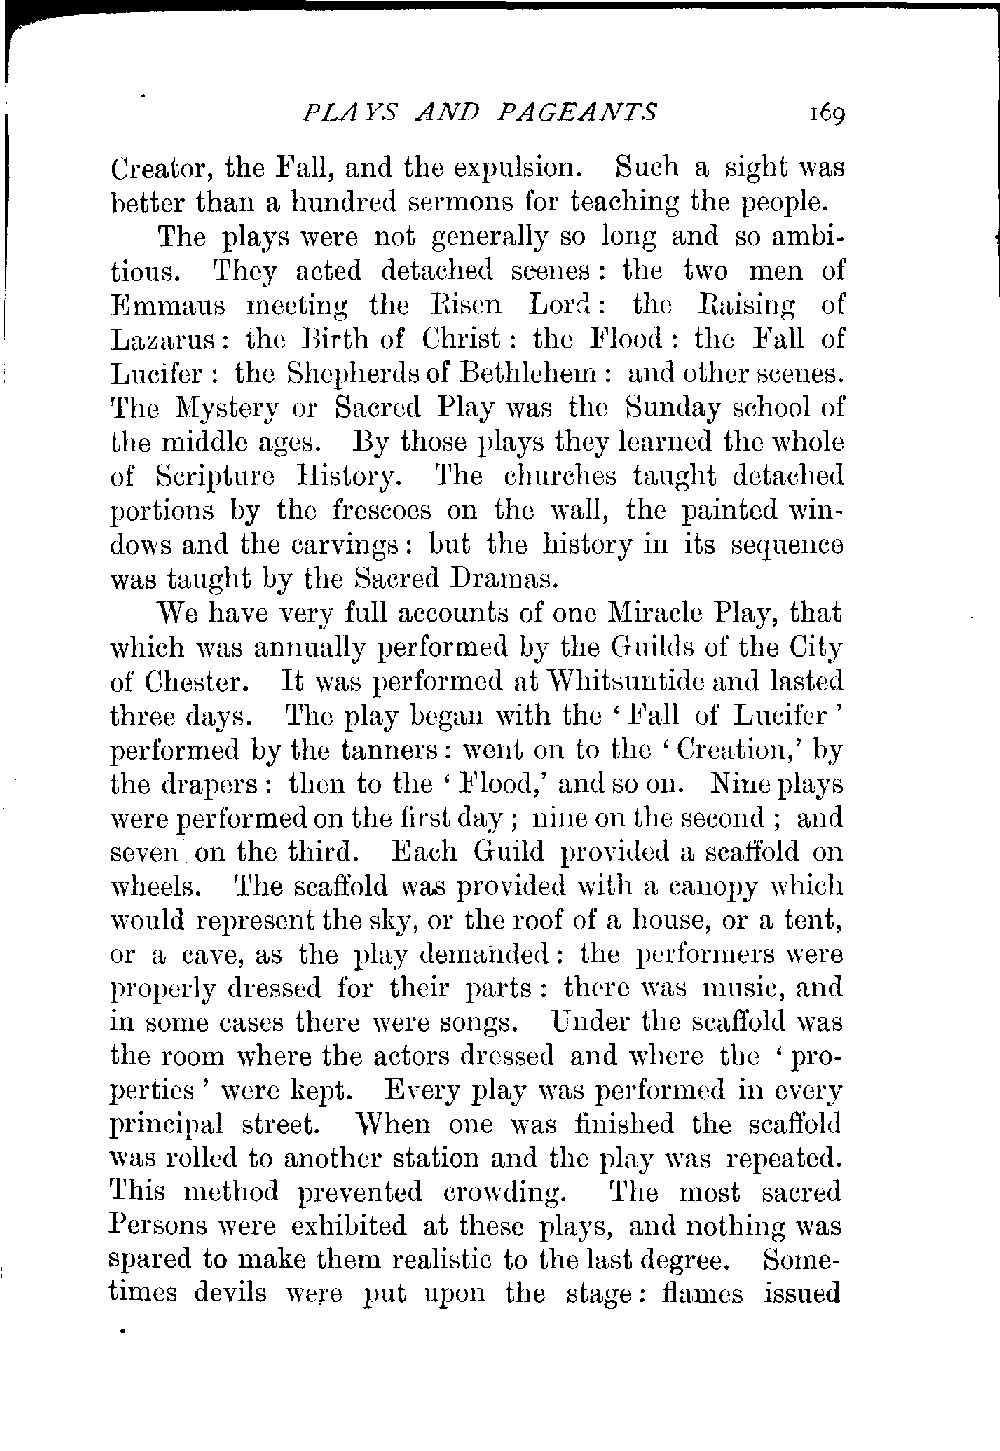 PLAYS AND PAGEANTS 169
Creator, the Fall, and the expulsion. Such a sight was
better than a hundred sermons for teaching the people.
The plays were not generally so long and so ambi-
tious. They acted detached scenes : the two men of
Emmaus meeting the Risen Lord : the Raising of
Lazarus : the Birth of Christ : the Flood : the Fall of
Lucifer : the Shepherds of Bethlehem : and other scenes.
The Mystery or Sacred Play was the Sunday school of
the middle ages. By those plays they learned the whole
of Scripture History. The churches taught detached
portions by the frescoes on the wall, the painted win-
dows and the carvings : but the history in its sequence
was taught by the Sacred Dramas.
We have very full accounts of one Miracle Play, that
which was annually performed by the Guilds of the City
of Chester. It was performed at Whitsuntide and lasted
three days. The play began with the ‘ Fall of Lucifer ’
performed by the tanners : went on to the ‘ Creation,’ by
the drapers : then to the ‘ Flood,’ and so on. Nine plays
were performed on the first day ; nine on the second ; and
seven on the third. Each Guild provided a scaffold on
wheels. The scaffold was provided with a canopy which
would represent the sky, or the roof of a house, or a tent,
or a cave, as the play demanded : the performers were
properly dressed for their parts : there was music, and
in some cases there were songs. Under the scaffold was
the room where the actors dressed and where the ‘ pro-
perties ’ were kept. Every play was performed in every
principal street. When one was finished the scaffold
was rolled to another station and the play was repeated.
This method prevented crowding. The most sacred
Persons were exhibited at these plays, and nothing was
spared to make them realistic to the last degree. Some-
times devils were put upon the stage : flames issued